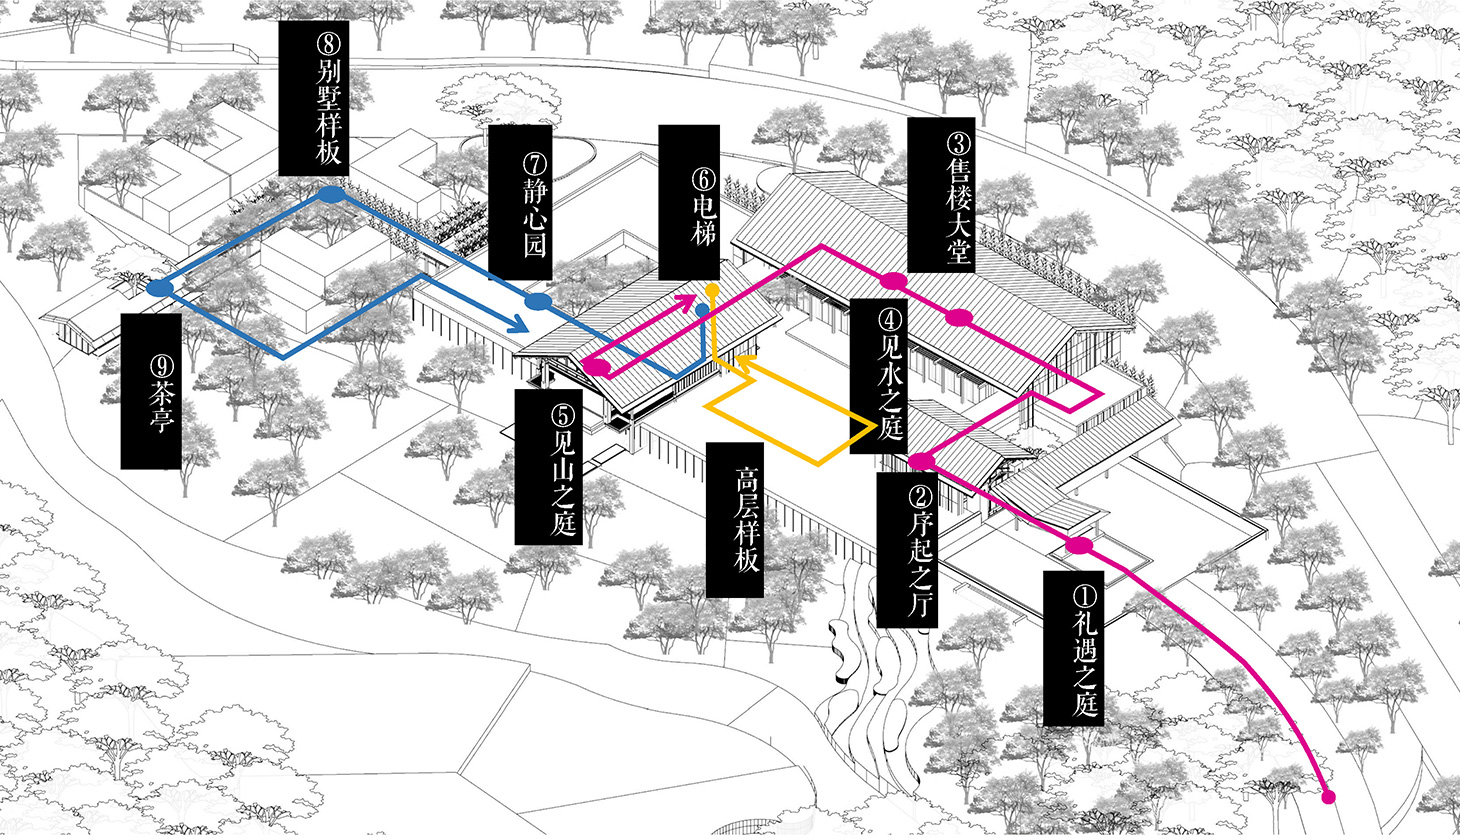 ①礼遇之庭
②序起之厅
③售楼大堂
④见水之庭
⑤见山之庭
⑥电梯
⑦静心园
⑧别墅样板
⑨茶亭
高层样板